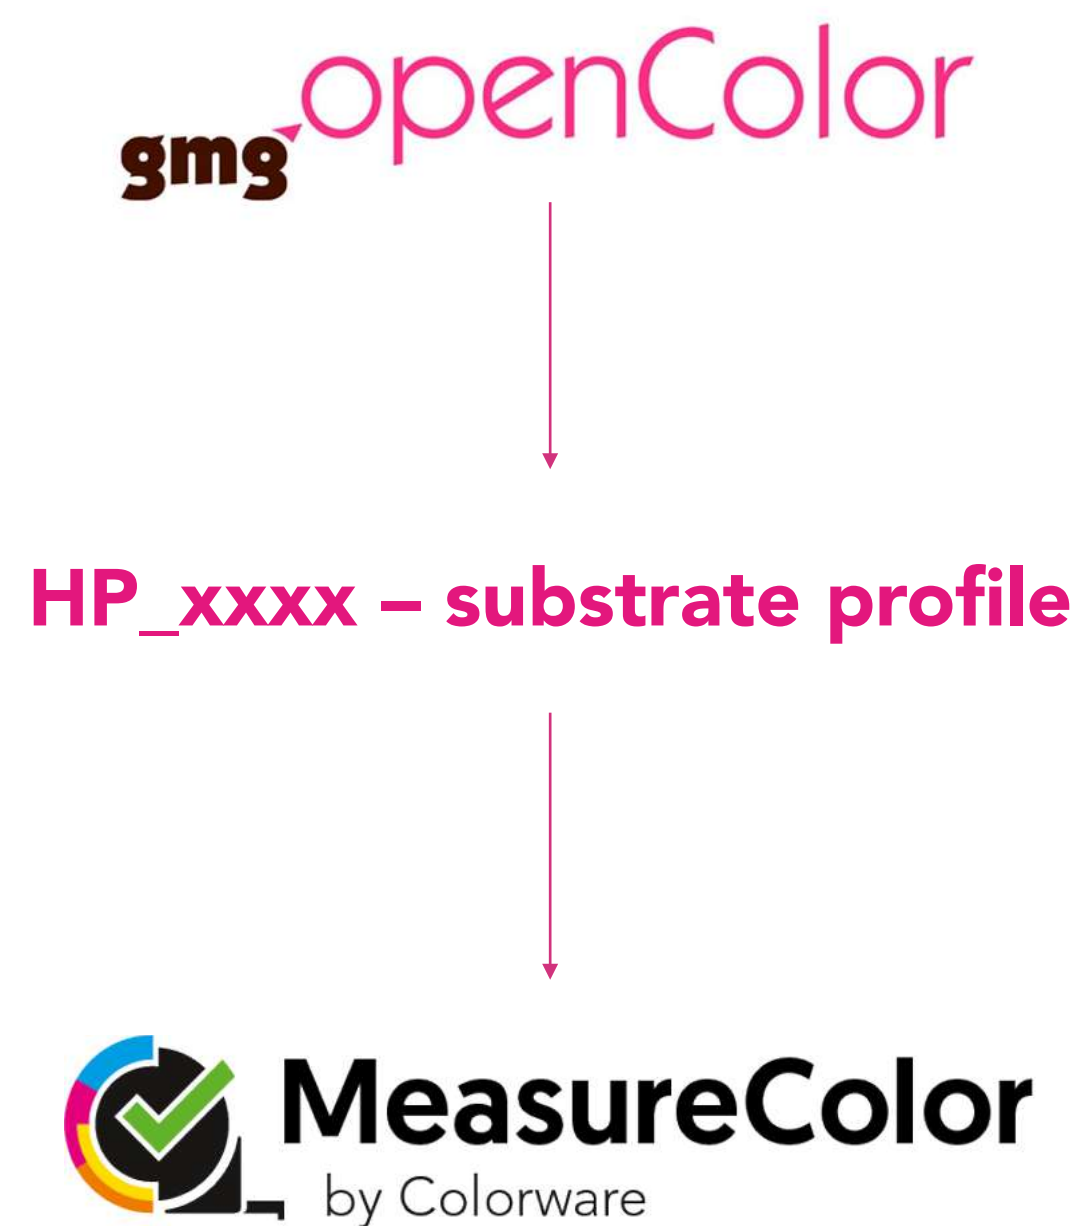 gmg openColor
HP_xxxx – substrate profile
MeasureColor
by Colorware